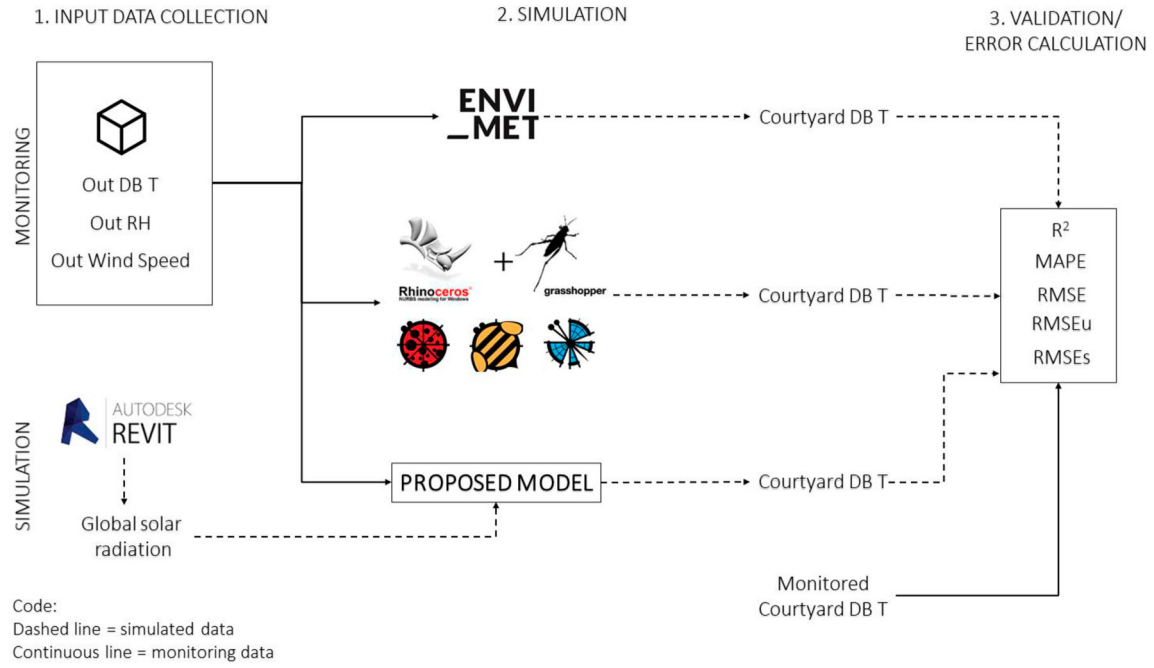 1. INPUT DATA COLLECTION
2. SIMULATION
3. VALIDATION/
ERROR CALCULATION
MONITORING
Out DB T
Out RH
Out Wind Speed
ENVI
_MET
Courtyard DB T
Rhinoceros®
NURBS modeling for Windows
+
grasshopper
Courtyard DB T
R²
MAPE
RMSE
RMSEu
RMSEs
SIMULATION
AUTODESK
REVIT
Global solar
radiation
PROPOSED MODEL
Courtyard DB T
Monitored
Courtyard DB T
Code:
Dashed line = simulated data
Continuous line = monitoring data